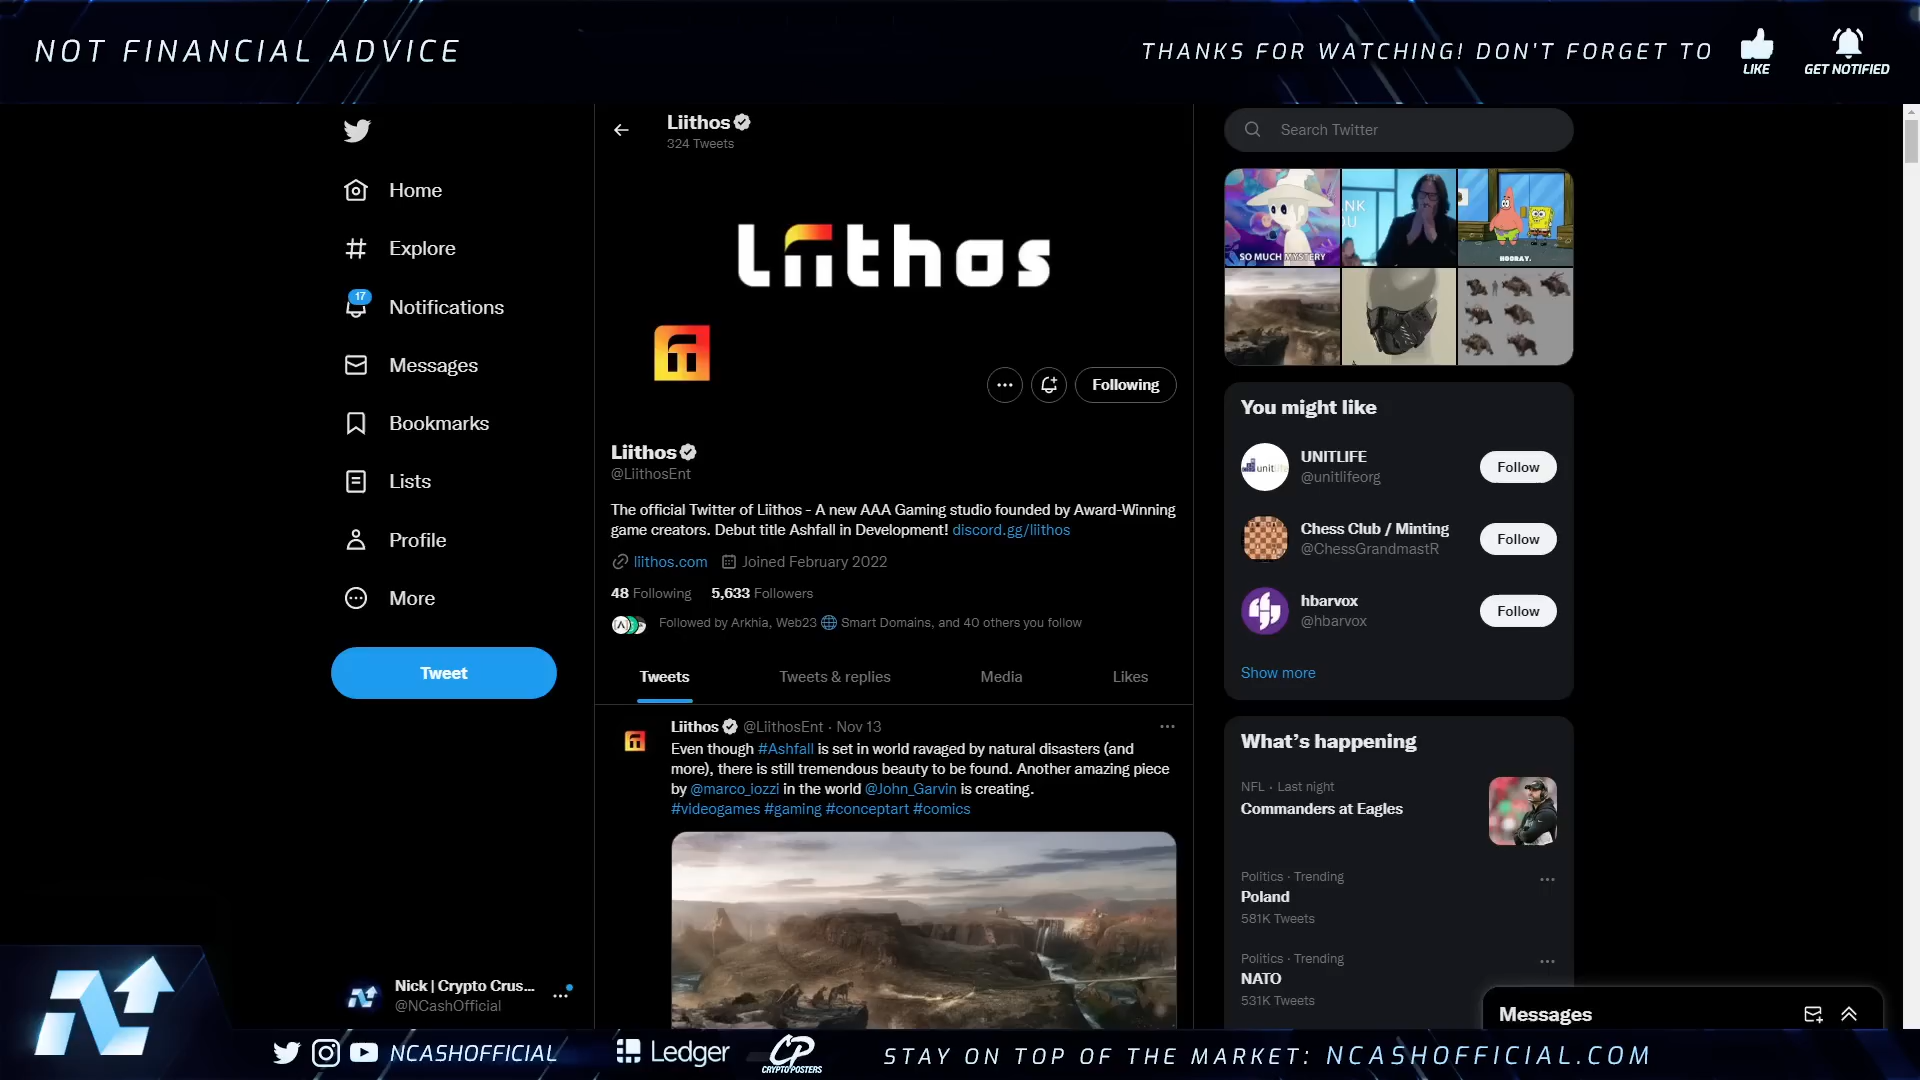 NOT FINANCIAL ADVICE
THANKS FOR WATCHING! DON'T FORGET TO
LIKE
GET NOTIFIED
Home
Explore
17
Notifications
Messages
Bookmarks
Lists
Profile
More
Tweet
Nick | Crypto Crus...
@NCashOfficial
Liithos
324 Tweets
Liithos
Following
Liithos
@LiithosEnt
The official Twitter of Liithos - A new AAA Gaming studio founded by Award-Winning
game creators. Debut title Ashfall in Development! discord.gg/liithos
liithos.com Joined February 2022
48 Following 5,633 Followers
Followed by Arkhia, Web23 🌐 Smart Domains, and 40 others you follow
Tweets Tweets & replies Media Likes
Liithos @LiithosEnt · Nov 13
Even though #Ashfall is set in world ravaged by natural disasters (and
more), there is still tremendous beauty to be found. Another amazing piece
by @marco_iozzi in the world @John_Garvin is creating.
#videogames #gaming #conceptart #comics
Search Twitter
SO MUCH MYSTERY
NK
OU
HOORAY.
You might like
UNITLIFE
@unitlifeorg
Follow
unitlife
Chess Club / Minting
@ChessGrandmastR
Follow
hbarvox
@hbarvox
Follow
Show more
What's happening
NFL · Last night
Commanders at Eagles
Politics · Trending
Poland
581K Tweets
Politics · Trending
NATO
531K Tweets
Messages
NCASHOFFICIAL
Ledger
CP
CRYPTOPOSTERS
STAY ON TOP OF THE MARKET: NCASHOFFICIAL.COM